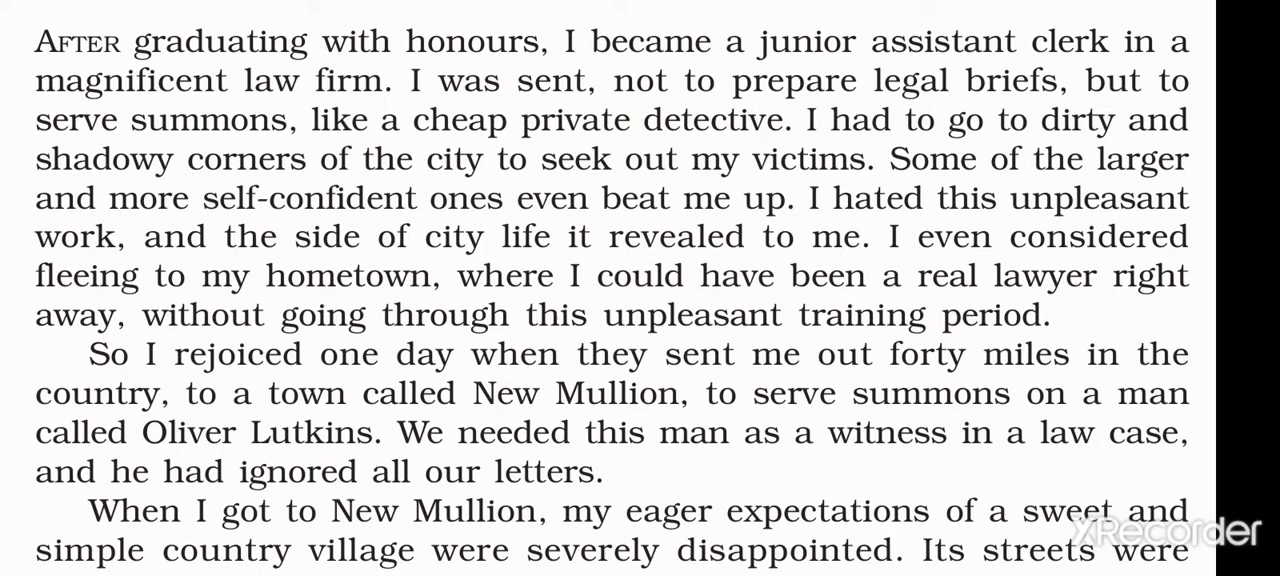 AFTER graduating with honours, I became a junior assistant clerk in a
magnificent law firm. I was sent, not to prepare legal briefs, but to
serve summons, like a cheap private detective. I had to go to dirty and
shadowy corners of the city to seek out my victims. Some of the larger
and more self-confident ones even beat me up. I hated this unpleasant
work, and the side of city life it revealed to me. I even considered
fleeing to my hometown, where I could have been a real lawyer right
away, without going through this unpleasant training period.
So I rejoiced one day when they sent me out forty miles in the
country, to a town called New Mullion, to serve summons on a man
called Oliver Lutkins. We needed this man as a witness in a law case,
and he had ignored all our letters.
When I got to New Mullion, my eager expectations of a sweet and
simple country village were severely disappointed. Its streets were
XRecorder